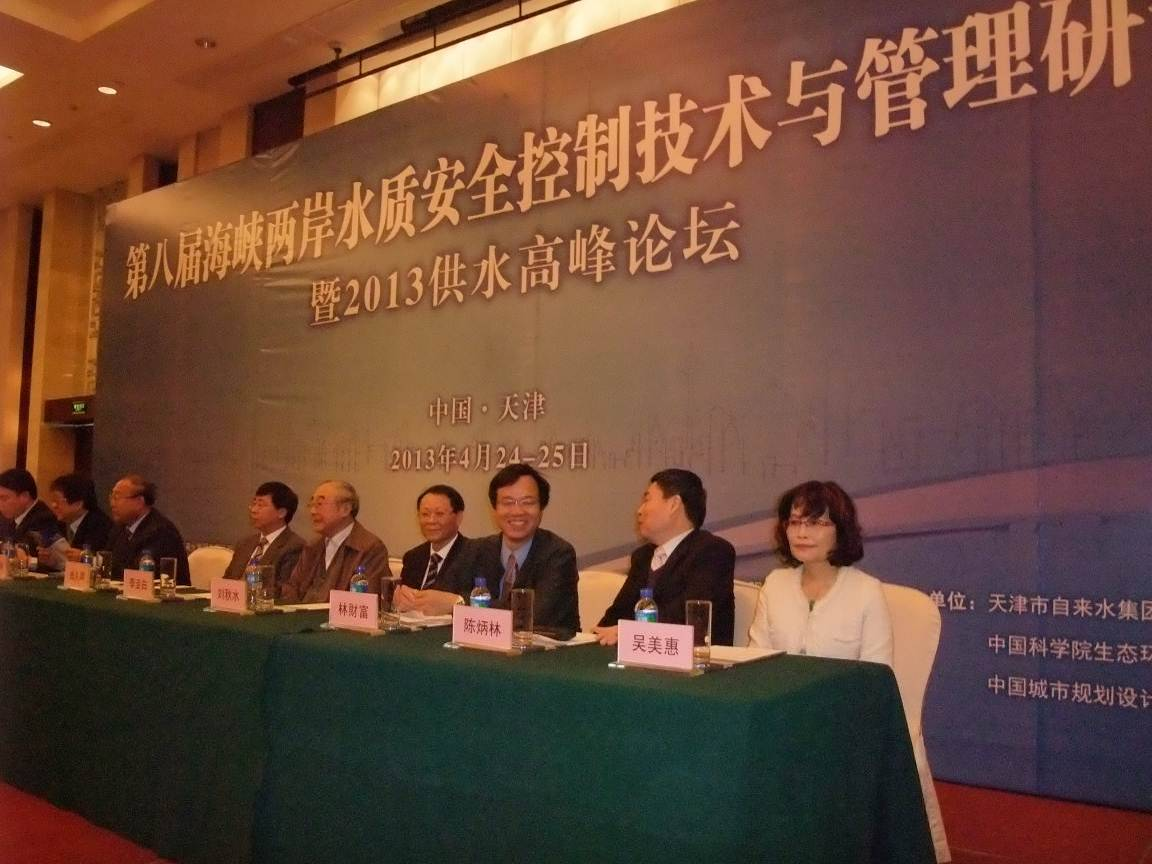 第八届海峡两岸水质安全控制技术与管理研
暨2013供水高峰论坛
中国·天津
2013年4月24-25日
单位：天津市自来水集团
中国科学院生态环
中国城市规划设计
刘秋水
林財富
陈炳林
吴美惠